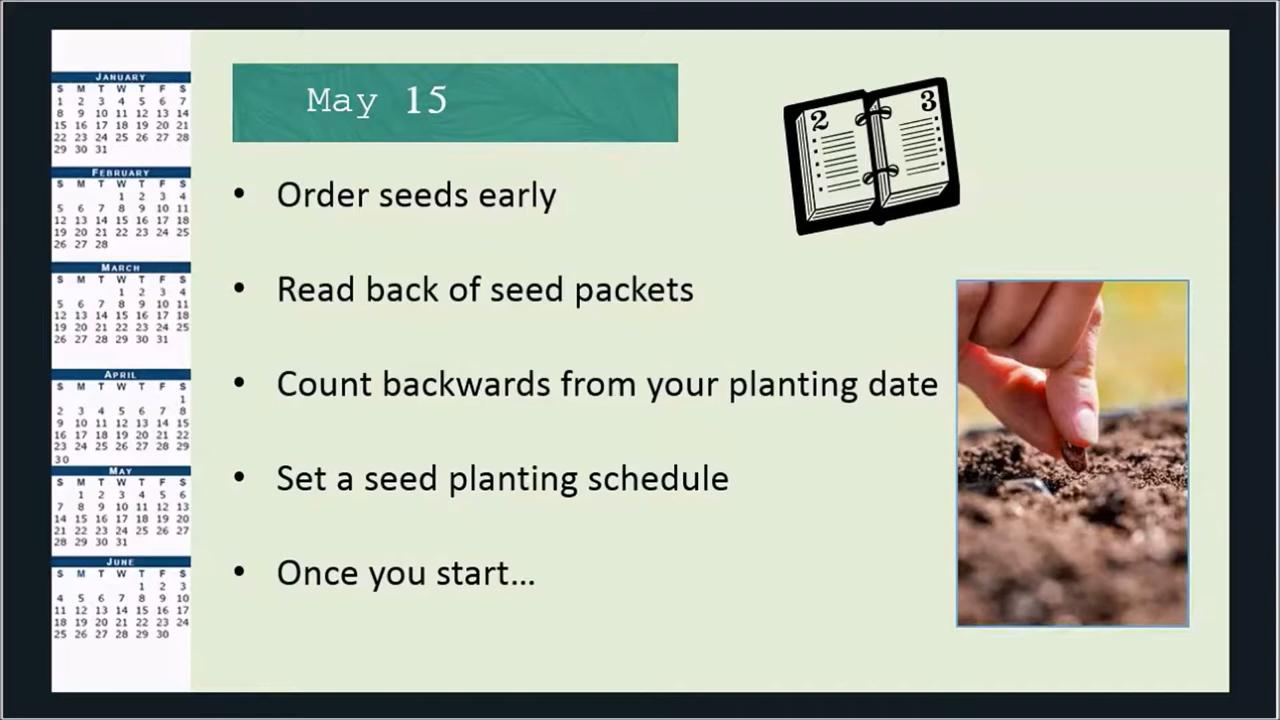 JANUARY
S M T W T F S
1 2 3 4 5 6 7
8 9 10 11 12 13 14
15 16 17 18 19 20 21
22 23 24 25 26 27 28
29 30 31
FEBRUARY
S M T W T F S
1 2 3 4
5 6 7 8 9 10 11
12 13 14 15 16 17 18
19 20 21 22 23 24 25
26 27 28
MARCH
S M T W T F S
1 2 3 4
5 6 7 8 9 10 11
12 13 14 15 16 17 18
19 20 21 22 23 24 25
26 27 28 29 30 31
APRIL
S M T W T F S
1
2 3 4 5 6 7 8
9 10 11 12 13 14 15
16 17 18 19 20 21 22
23 24 25 26 27 28 29
30
MAY
S M T W T F S
1 2 3 4 5 6
7 8 9 10 11 12 13
14 15 16 17 18 19 20
21 22 23 24 25 26 27
28 29 30 31
JUNE
S M T W T F S
1 2 3
4 5 6 7 8 9 10
11 12 13 14 15 16 17
18 19 20 21 22 23 24
25 26 27 28 29 30
May 15
• Order seeds early
• Read back of seed packets
• Count backwards from your planting date
• Set a seed planting schedule
• Once you start...
2 3